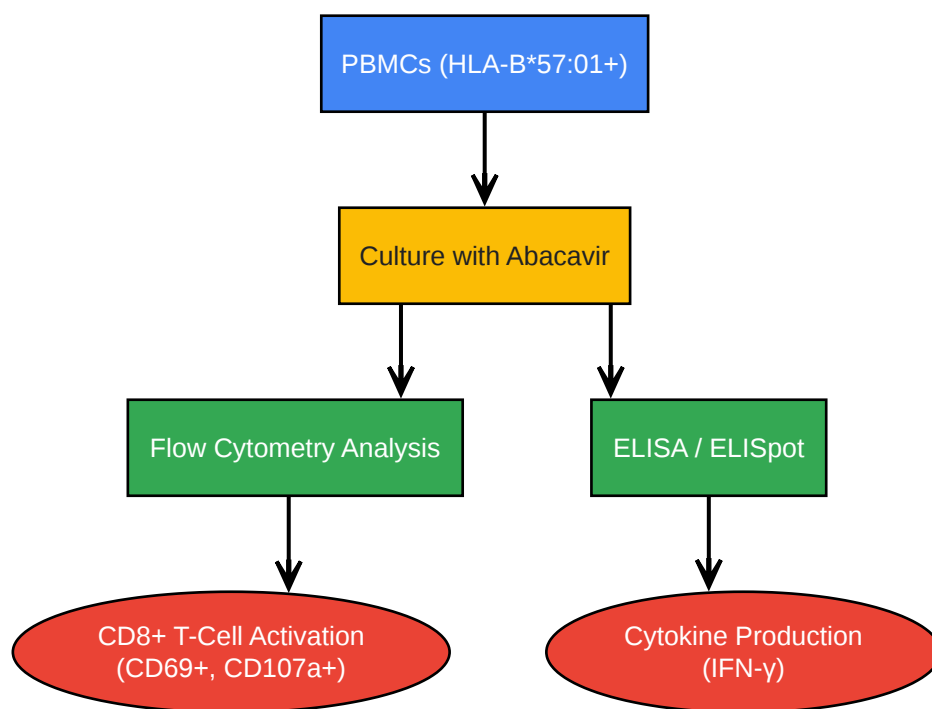 PBMCs (HLA-B*57:01+)
Culture with Abacavir
Flow Cytometry Analysis
ELISA / ELISpot
CD8+ T-Cell Activation
(CD69+, CD107a+)
Cytokine Production
(IFN-γ)